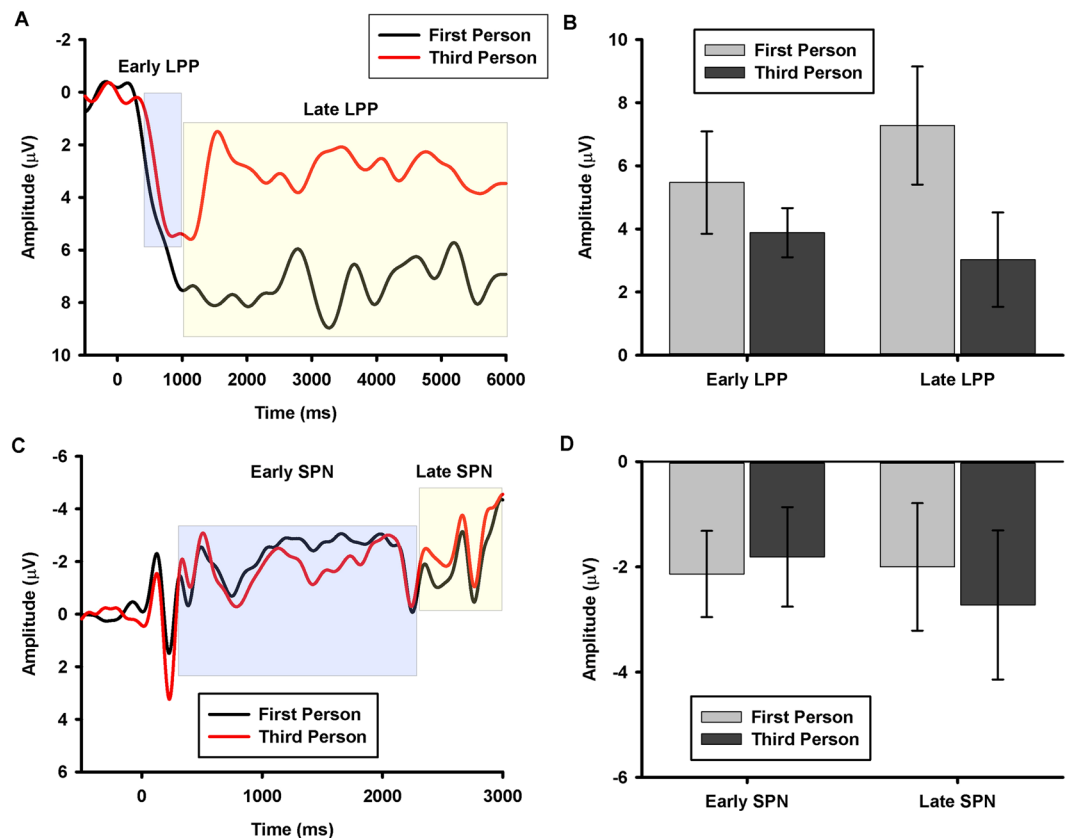 A
-2
0
2
4
6
8
10
Amplitude (µV)
Early LPP
Late LPP
First Person
Third Person
0 1000 2000 3000 4000 5000 6000
Time (ms)
B
10
8
6
4
2
0
Amplitude (µV)
First Person
Third Person
Early LPP Late LPP
C
-6
-4
-2
0
2
4
6
Amplitude (µV)
Early SPN
Late SPN
First Person
Third Person
0 1000 2000 3000
Time (ms)
D
0
-2
-4
-6
Amplitude (µV)
First Person
Third Person
Early SPN Late SPN